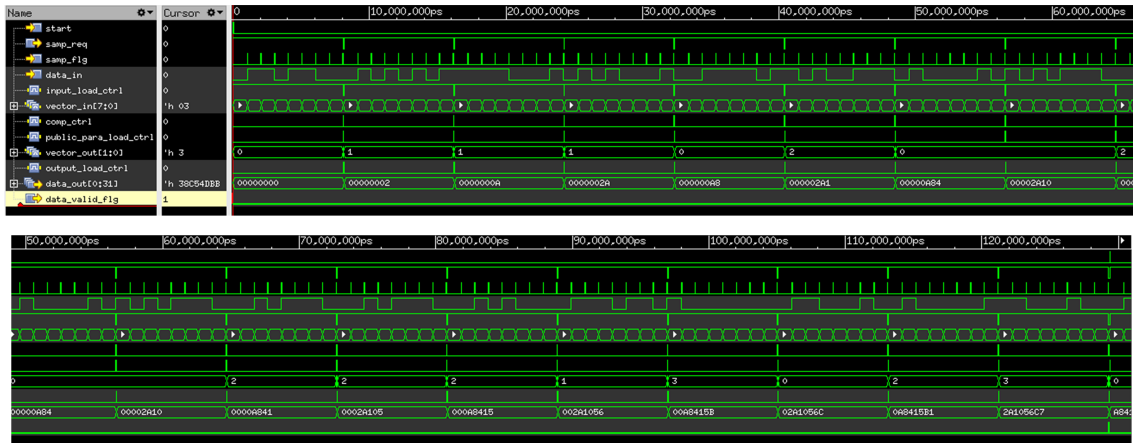 Name Cursor 0 10,000,000ps 20,000,000ps 30,000,000ps 40,000,000ps 50,000,000ps 60,000,000ps
start 0
samp_req 0
samp_flg 0
data_in 0
input_load_ctrl 0
vector_in[7:0] 'h 03
comp_ctrl 0
public_para_load_ctrl 0
vector_out[1:0] 'h 3 0 1 1 1 0 2 0 2
output_load_ctrl 0
data_out[0:31] 'h 38C54DBB 00000000 00000002 0000000A 0000002A 000000A8 000002A1 00000A84 00002A10 000
data_valid_flg 1
50,000,000ps 60,000,000ps 70,000,000ps 80,000,000ps 90,000,000ps 100,000,000ps 110,000,000ps 120,000,000ps
0 2 2 2 1 3 0 2 3 0
00000A84 00002A10 0000A841 0002A105 000A8415 002A1056 00A8415B 02A1056C 0A8415B1 2A1056C7 A841